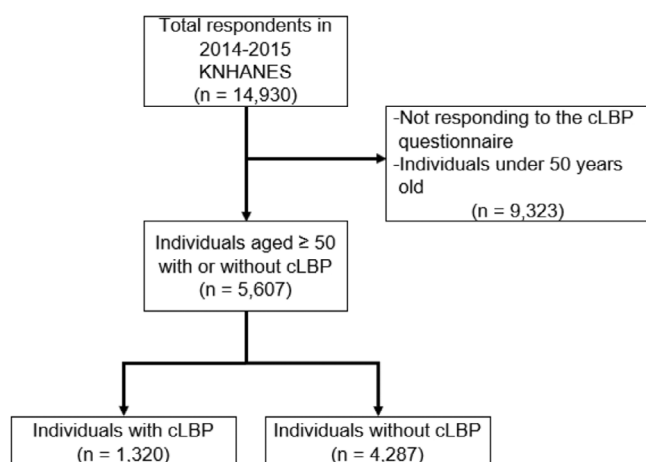 Total respondents in
2014-2015
KNHANES
(n = 14,930)
-Not responding to the cLBP
questionnaire
-Individuals under 50 years
old
(n = 9,323)
Individuals aged ≥ 50
with or without cLBP
(n = 5,607)
Individuals with cLBP
(n = 1,320)
Individuals without cLBP
(n = 4,287)